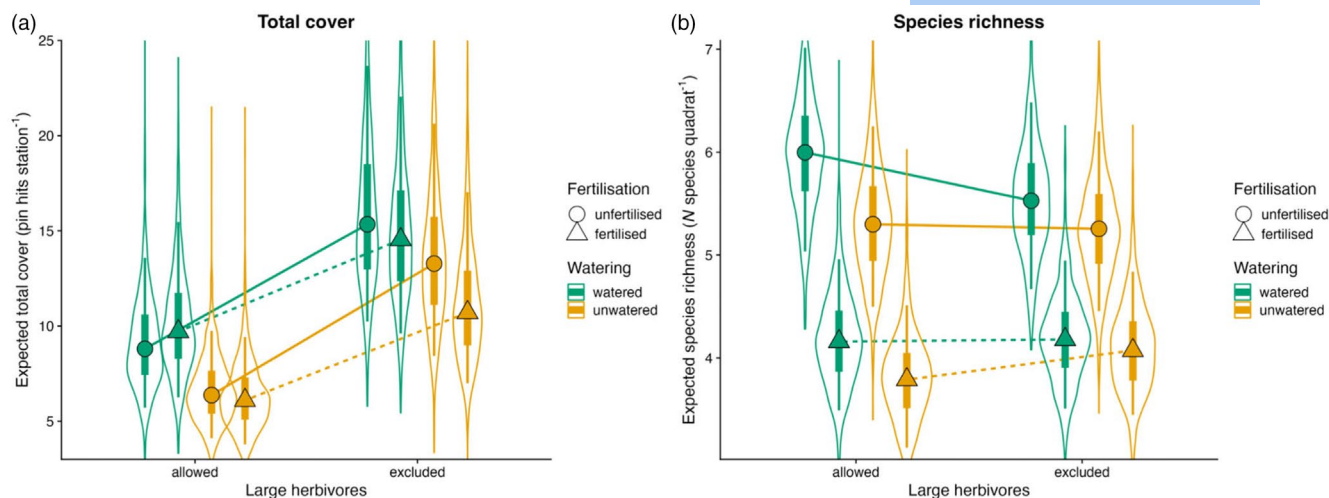 (a)
Total cover
Expected total cover (pin hits station⁻¹)
25
20
15
10
5
allowed
excluded
Large herbivores
Fertilisation
unfertilised
fertilised
Watering
watered
unwatered
(b)
Species richness
Expected species richness (N species quadrat⁻¹)
7
6
5
4
allowed
excluded
Large herbivores
Fertilisation
unfertilised
fertilised
Watering
watered
unwatered